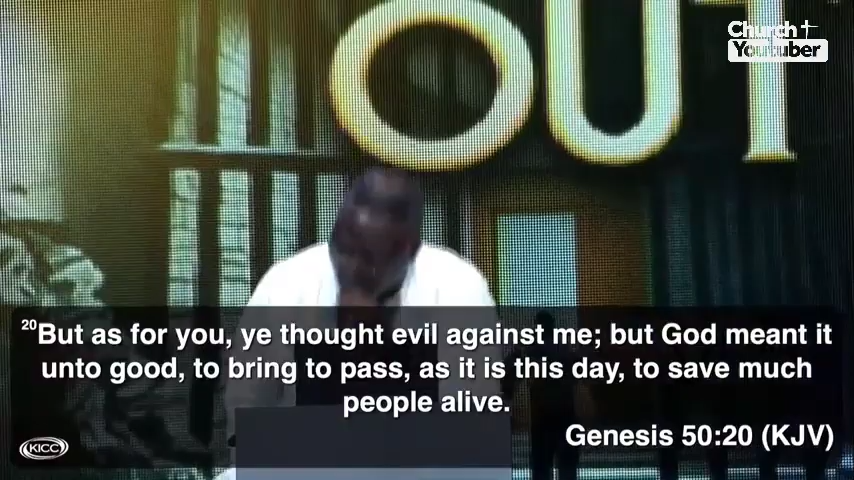 OUT
Church
Youtuber
20But as for you, ye thought evil against me; but God meant it
unto good, to bring to pass, as it is this day, to save much
people alive.
Genesis 50:20 (KJV)
KICC